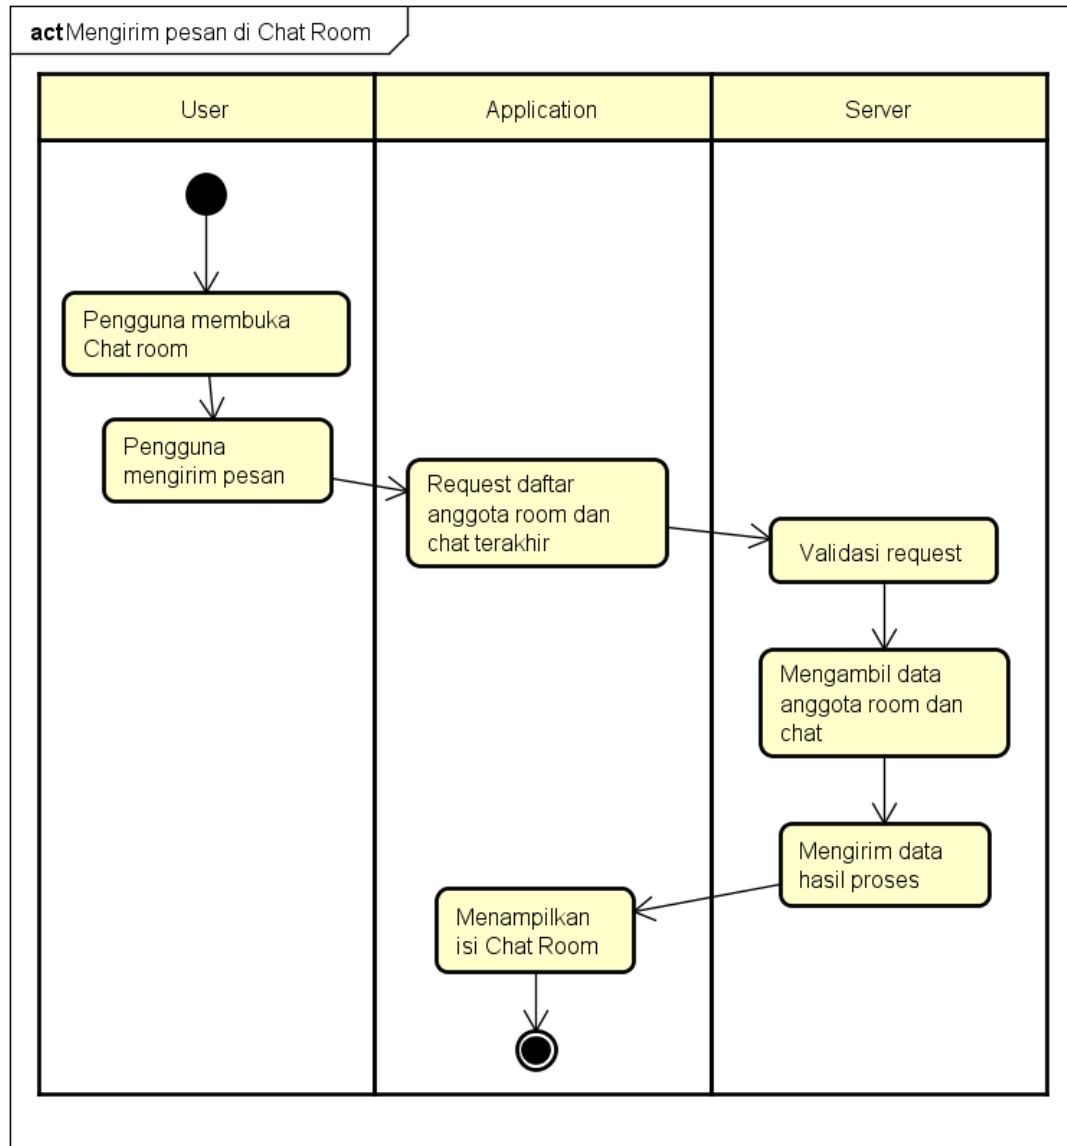 act Mengirim pesan di Chat Room
User
Application
Server
Pengguna membuka
Chat room
Pengguna
mengirim pesan
Request daftar
anggota room dan
chat terakhir
Validasi request
Mengambil data
anggota room dan
chat
Mengirim data
hasil proses
Menampilkan
isi Chat Room